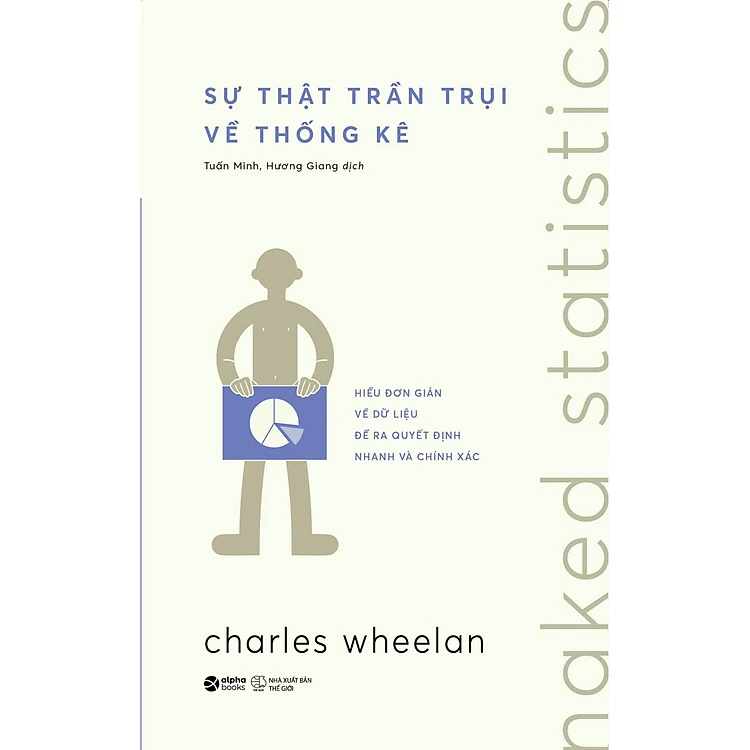 SỰ THẬT TRẦN TRỤI
VỀ THỐNG KÊ
Tuấn Minh, Hương Giang dịch
naked statistics
HIỂU ĐƠN GIẢN
VỀ DỮ LIỆU
ĐỂ RA QUYẾT ĐỊNH
NHANH VÀ CHÍNH XÁC
charles wheelan
alpha
books
NHÀ XUẤT BẢN
THẾ GIỚI